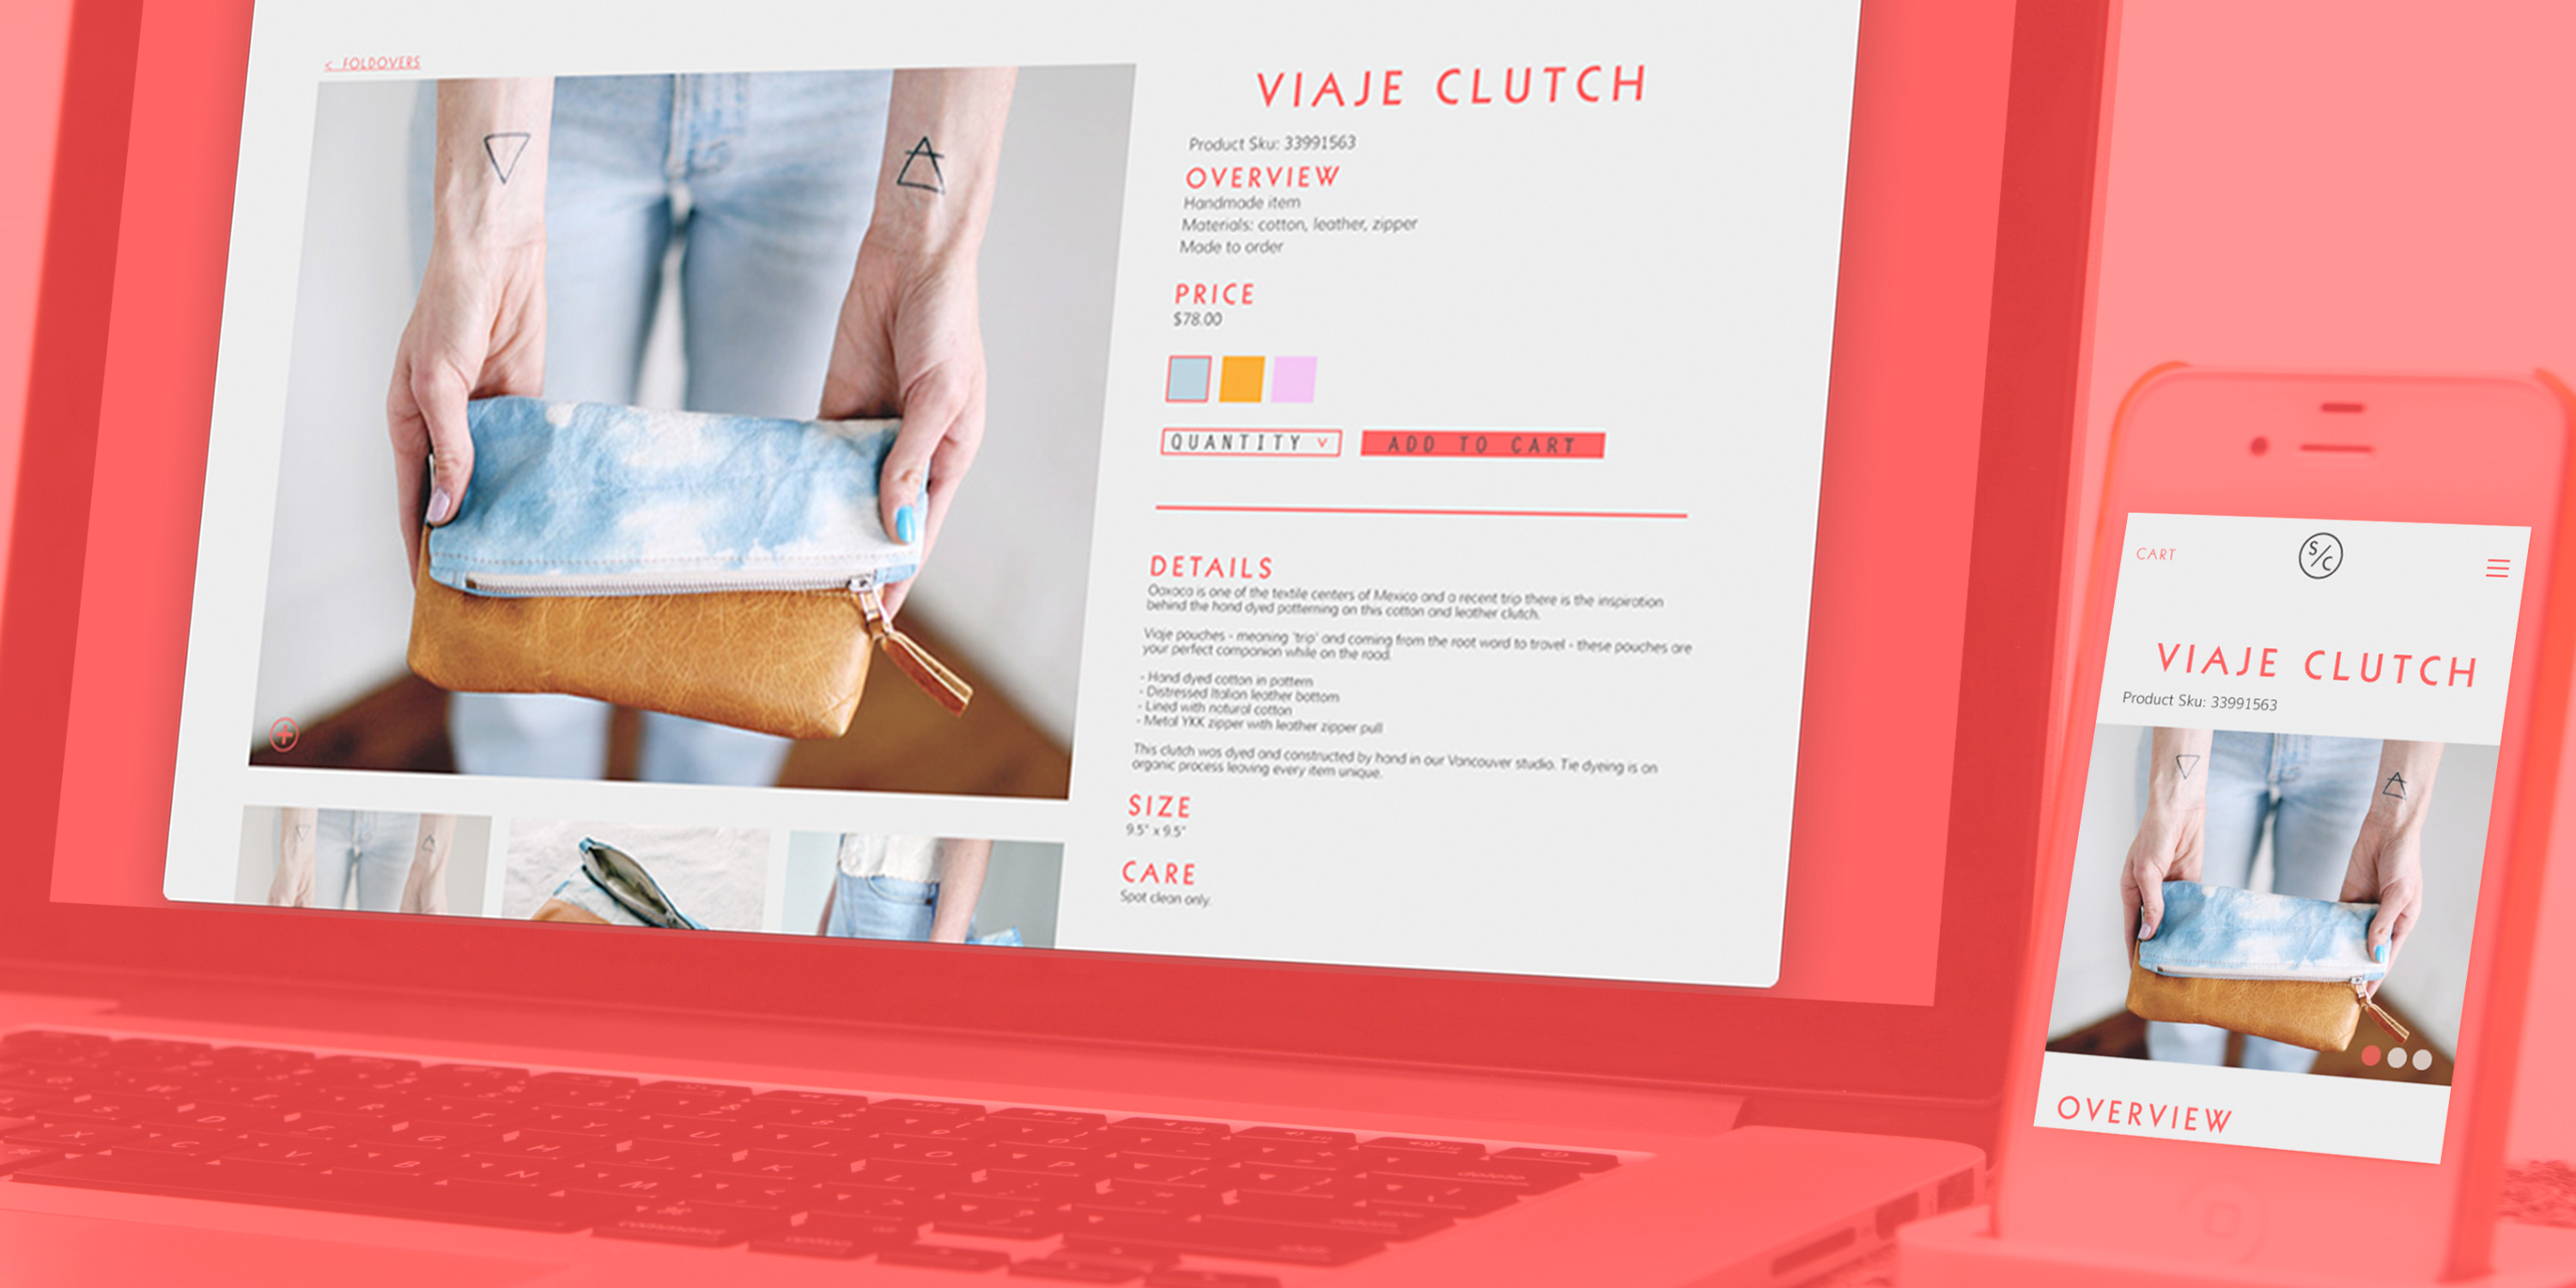 < FOLDOVERS
VIAJE CLUTCH
Product Sku: 33991563
OVERVIEW
Handmade item
Materials: cotton, leather, zipper
Made to order
PRICE
$78.00
QUANTITY
ADD TO CART
DETAILS
Oaxaca is one of the textile centers of Mexico and a recent trip there is the inspiration
behind the hand dyed patterning on this cotton and leather clutch.
Viaje pouches - meaning 'trip' and coming from the root word to travel - these pouches are
your perfect companion while on the road.
- Hand dyed cotton in pattern
- Distressed Italian leather bottom
- Lined with natural cotton
- Metal YKK zipper with leather zipper pull
This clutch was dyed and constructed by hand in our Vancouver studio. Tie dyeing is an
organic process leaving every item unique.
SIZE
9.5" x 9.5"
CARE
Spot clean only.
CART
S/C
VIAJE CLUTCH
Product Sku: 33991563
OVERVIEW